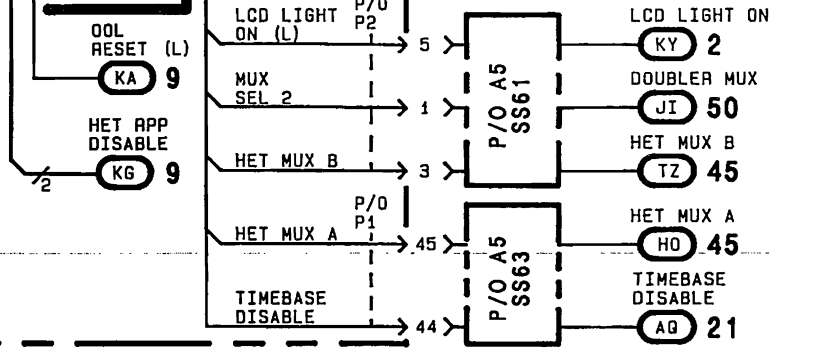 OOL
RESET (L)
KA 9
HET APP
DISABLE
KG 9
2
LCD LIGHT
ON (L)
P/O
P2
5
MUX
SEL 2
1
HET MUX B
3
P/O
P1
HET MUX A
45
TIMEBASE
DISABLE
44
P/O A5
SS61
P/O A5
SS63
LCD LIGHT ON
KY 2
DOUBLER MUX
JI 50
HET MUX B
TZ 45
HET MUX A
HO 45
TIMEBASE
DISABLE
AQ 21